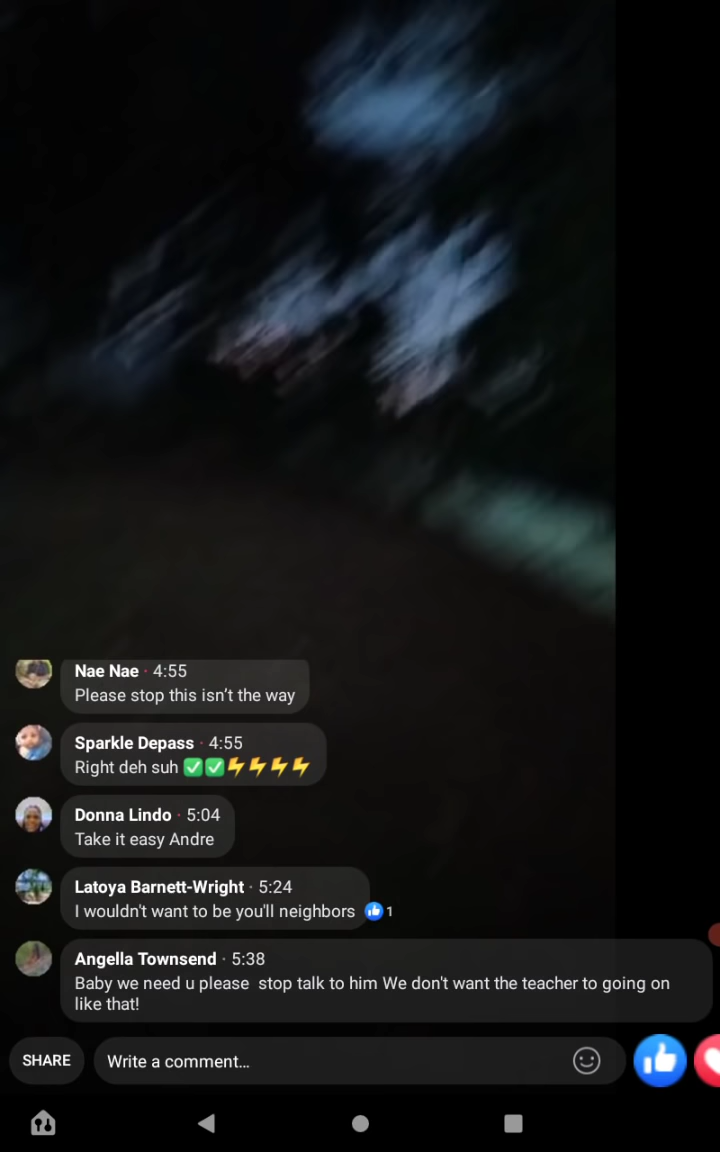 Nae Nae · 4:55
Please stop this isn’t the way
Sparkle Depass · 4:55
Right deh suh ✅✅⚡⚡⚡⚡
Donna Lindo · 5:04
Take it easy Andre
Latoya Barnett-Wright · 5:24
I wouldn't want to be you'll neighbors 👍1
Angella Townsend · 5:38
Baby we need u please  stop talk to him We don't want the teacher to going on
like that!
SHARE
Write a comment...